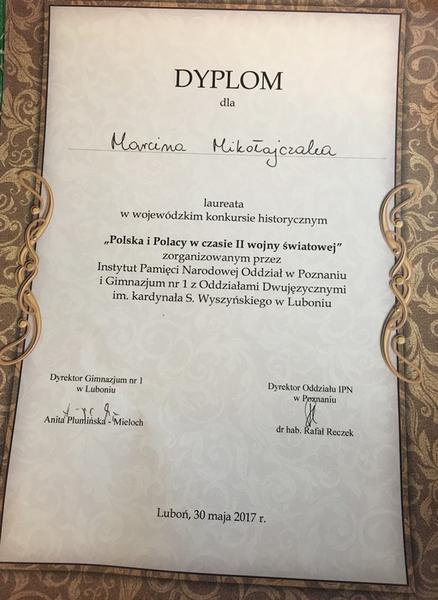 DYPLOM
dla
Marcina Mikołajczaka
laureata
w wojewódzkim konkursie historycznym
„Polska i Polacy w czasie II wojny światowej”
zorganizowanym przez
Instytut Pamięci Narodowej Oddział w Poznaniu
i Gimnazjum nr 1 z Oddziałami Dwujęzycznymi
im. kardynała S. Wyszyńskiego w Luboniu
Dyrektor Gimnazjum nr 1
w Luboniu
Anita Plumińska - Mieloch
Dyrektor Oddziału IPN
w Poznaniu
dr hab. Rafał Reczek
Luboń, 30 maja 2017 r.